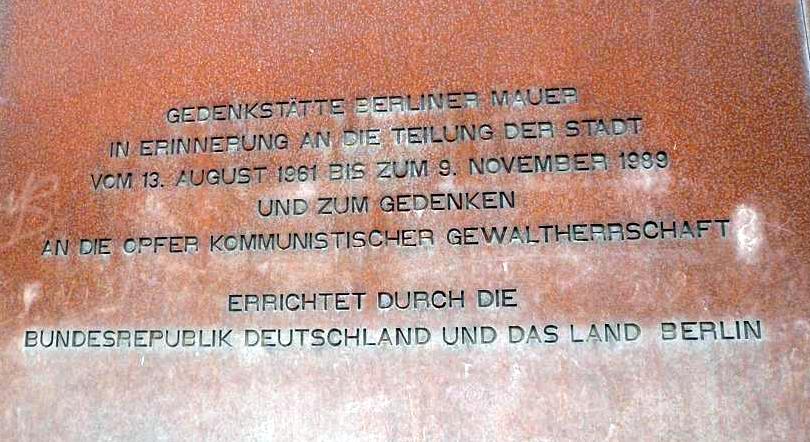 GEDENKSTÄTTE BERLINER MAUER
IN ERINNERUNG AN DIE TEILUNG DER STADT
VOM 13. AUGUST 1961 BIS ZUM 9. NOVEMBER 1989
UND ZUM GEDENKEN
AN DIE OPFER KOMMUNISTISCHER GEWALTHERRSCHAFT
ERRICHTET DURCH DIE
BUNDESREPUBLIK DEUTSCHLAND UND DAS LAND BERLIN